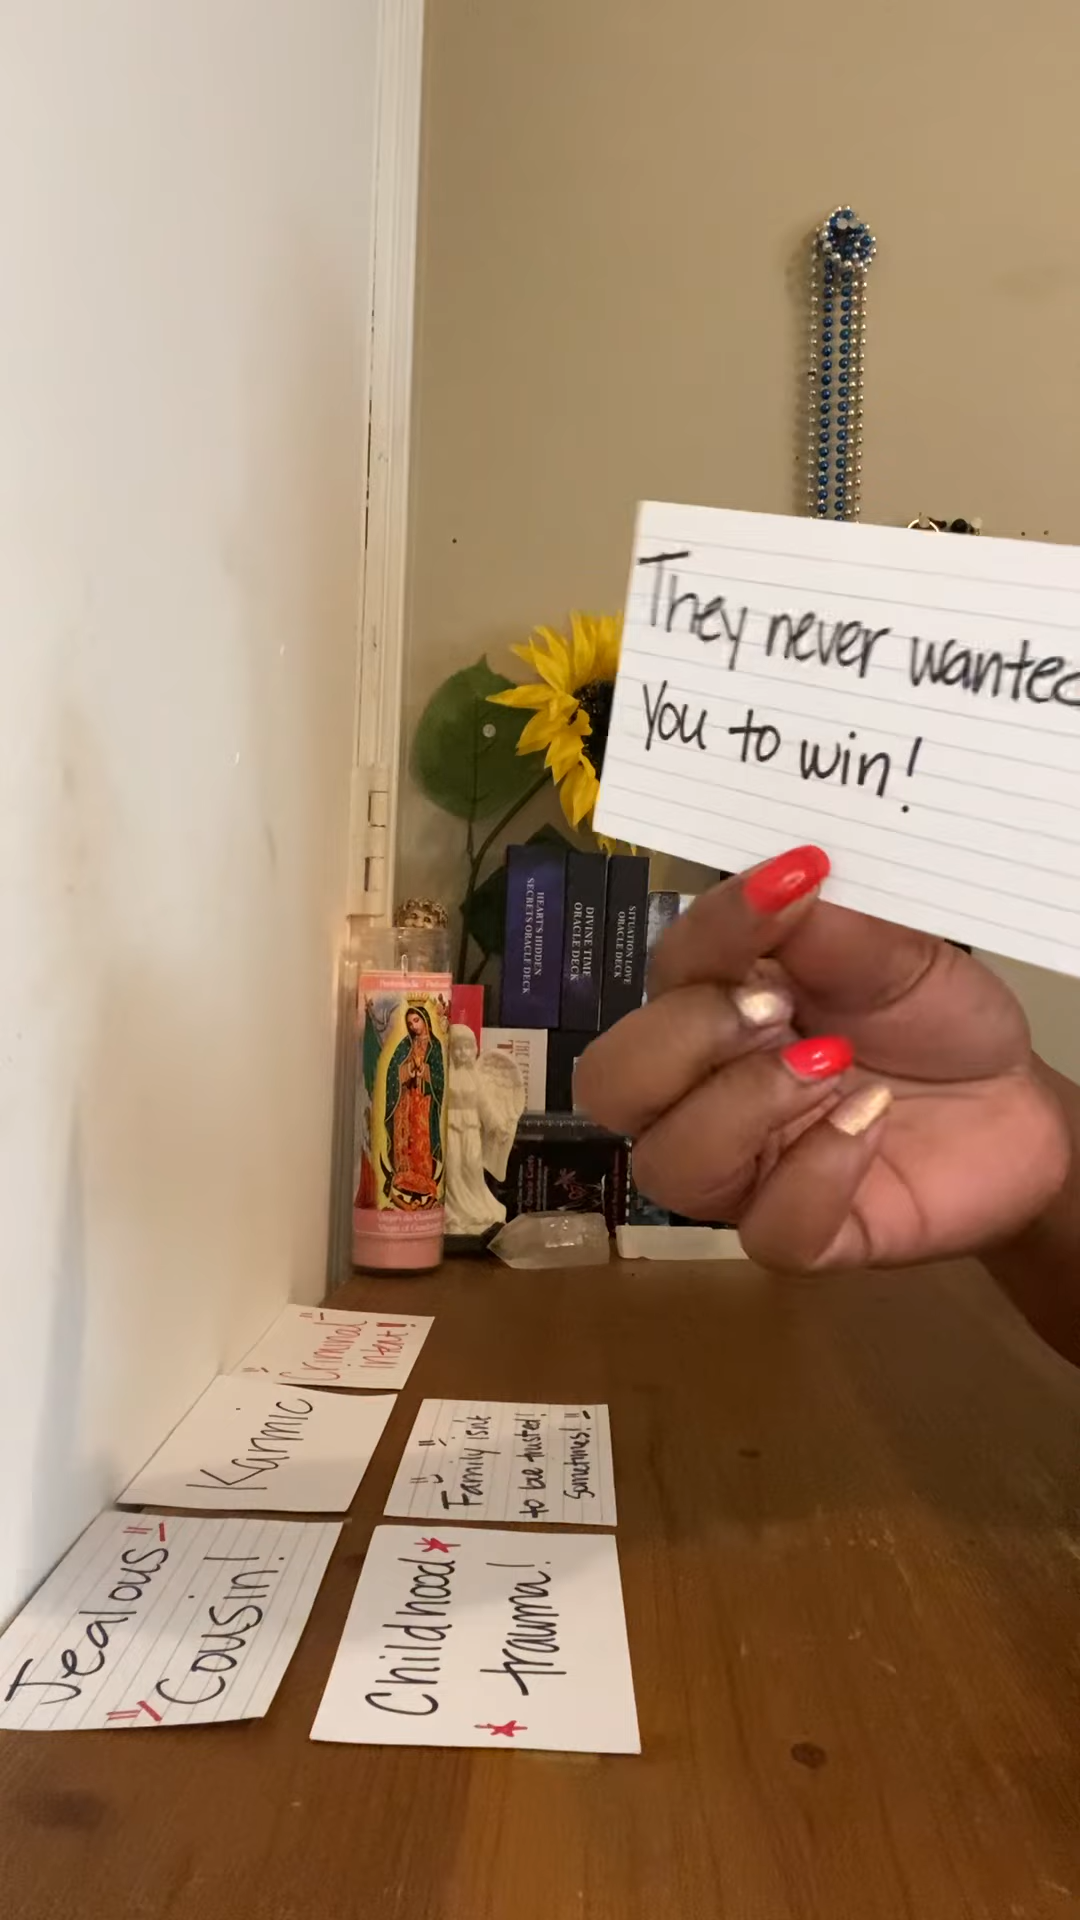 They never wanted
You to win!
HEART'S HIDDEN
SECRETS ORACLE DECK
DIVINE TIME
ORACLE DECK
SITUATION LOVE
ORACLE DECK
"Criminal
intent!"
Karmic
"Family isnt
to be trusted!
Sometimes!"
"Jealous"
Cousin!
Childhood*
* trauma!